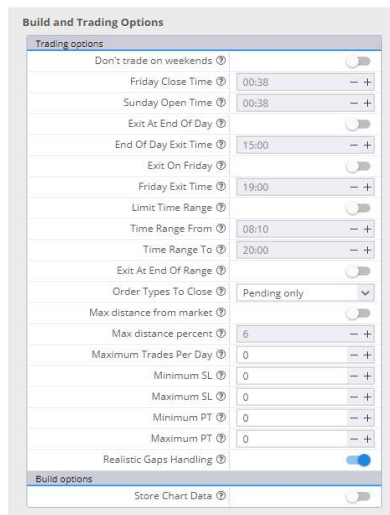 Build and Trading Options
Trading options
Don't trade on weekends ?
Friday Close Time ? 00:38 − +
Sunday Open Time ? 00:38 − +
Exit At End Of Day ?
End Of Day Exit Time ? 15:00 − +
Exit On Friday ?
Friday Exit Time ? 19:00 − +
Limit Time Range ?
Time Range From ? 08:10 − +
Time Range To ? 20:00 − +
Exit At End Of Range ?
Order Types To Close ? Pending only
Max distance from market ?
Max distance percent ? 6 − +
Maximum Trades Per Day ? 0 − +
Minimum SL ? 0 − +
Maximum SL ? 0 − +
Minimum PT ? 0 − +
Maximum PT ? 0 − +
Realistic Gaps Handling ?
Build options
Store Chart Data ?